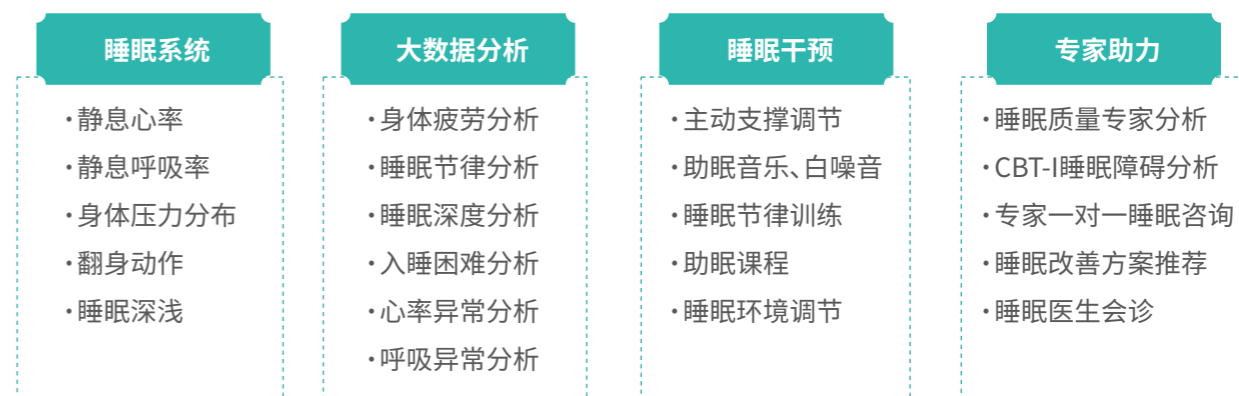 睡眠系统
·静息心率
·静息呼吸率
·身体压力分布
·翻身动作
·睡眠深浅
大数据分析
·身体疲劳分析
·睡眠节律分析
·睡眠深度分析
·入睡困难分析
·心率异常分析
·呼吸异常分析
睡眠干预
·主动支撑调节
·助眠音乐、白噪音
·睡眠节律训练
·助眠课程
·睡眠环境调节
专家助力
·睡眠质量专家分析
·CBT-I睡眠障碍分析
·专家一对一睡眠咨询
·睡眠改善方案推荐
·睡眠医生会诊